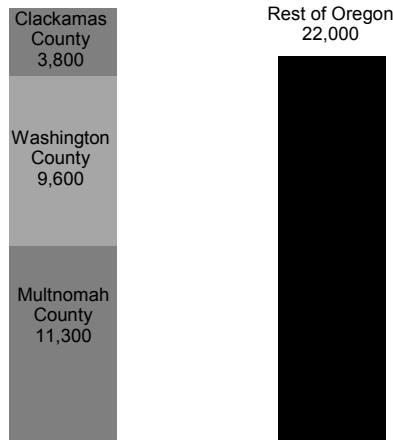 Clackamas
County
3,800
Washington
County
9,600
Multnomah
County
11,300
Rest of Oregon
22,000